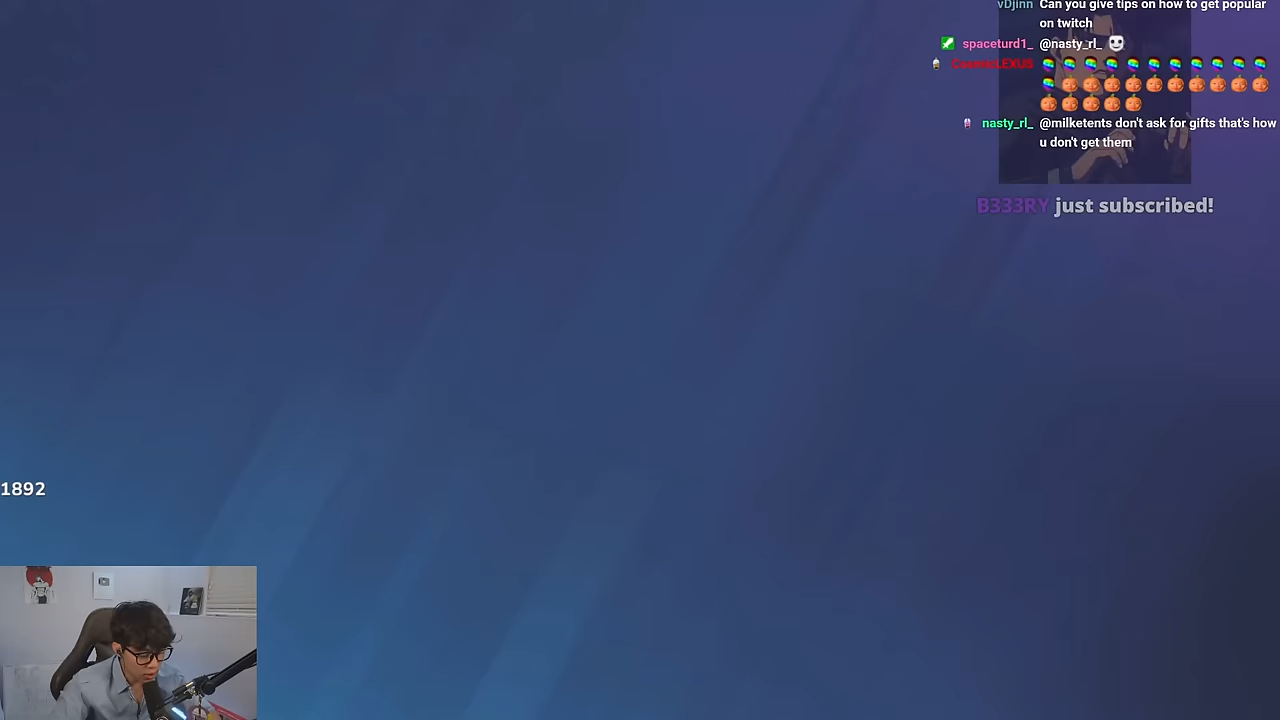 vDjinn Can you give tips on how to get popular
on twitch
spaceturd1_ @nasty_rl_
CosmicLEXUS
nasty_rl_ @milketents don't ask for gifts that's how
u don't get them
B333RY just subscribed!
1892